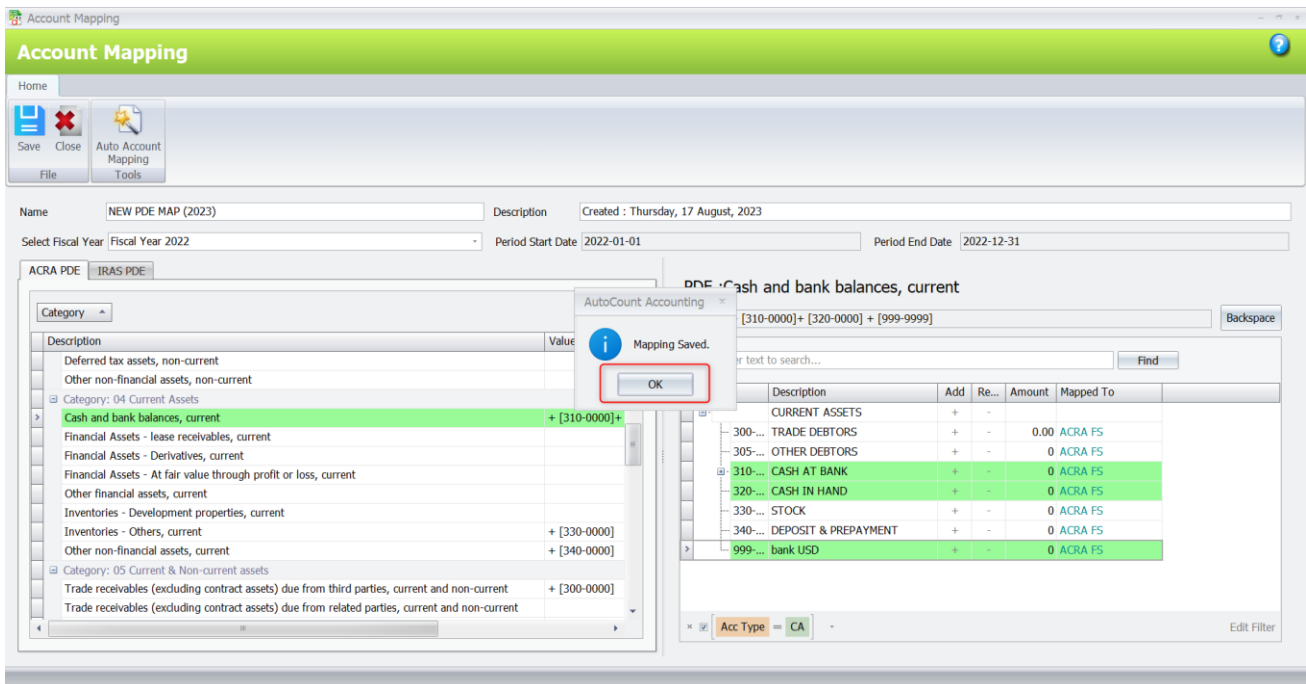 Account Mapping
Account Mapping
Home
Save Close Auto Account Mapping
File Tools
Name NEW PDE MAP (2023) Description Created : Thursday, 17 August, 2023
Select Fiscal Year Fiscal Year 2022 Period Start Date 2022-01-01 Period End Date 2022-12-31
ACRA PDE IRAS PDE
Category
Description Value
Deferred tax assets, non-current
Other non-financial assets, non-current
Category: 04 Current Assets
Cash and bank balances, current + [310-0000]+
Financial Assets - lease receivables, current
Financial Assets - Derivatives, current
Financial Assets - At fair value through profit or loss, current
Other financial assets, current
Inventories - Development properties, current
Inventories - Others, current + [330-0000]
Other non-financial assets, current + [340-0000]
Category: 05 Current & Non-current assets
Trade receivables (excluding contract assets) due from third parties, current and non-current + [300-0000]
Trade receivables (excluding contract assets) due from related parties, current and non-current
AutoCount Accounting
Mapping Saved.
OK
PDE :Cash and bank balances, current
[310-0000]+ [320-0000] + [999-9999] Backspace
text to search... Find
Description Add Re... Amount Mapped To
CURRENT ASSETS + -
300-... TRADE DEBTORS + - 0.00 ACRA FS
305-... OTHER DEBTORS + - 0 ACRA FS
310-... CASH AT BANK + - 0 ACRA FS
320-... CASH IN HAND + - 0 ACRA FS
330-... STOCK + - 0 ACRA FS
340-... DEPOSIT & PREPAYMENT + - 0 ACRA FS
999-... bank USD + - 0 ACRA FS
Acc Type = CA Edit Filter